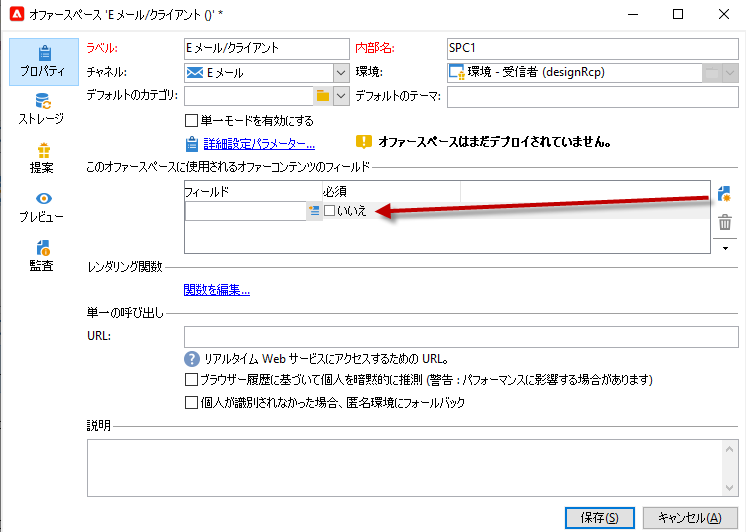 オファースペース 'Eメール/クライアント ()' *
プロパティ
ストレージ
提案
プレビュー
監査
ラベル: Eメール/クライアント 内部名: SPC1
チャネル: Eメール 環境: 環境 - 受信者 (designRcp)
デフォルトのカテゴリ: デフォルトのテーマ:
単一モードを有効にする
詳細設定パラメーター... オファースペースはまだデプロイされていません。
このオファースペースに使用されるオファーコンテンツのフィールド
フィールド 必須
いいえ
レンダリング関数
関数を編集...
単一の呼び出し
URL:
リアルタイム Web サービスにアクセスするための URL。
ブラウザー履歴に基づいて個人を暗黙的に推測 (警告 : パフォーマンスに影響する場合があります)
個人が識別されなかった場合、匿名環境にフォールバック
説明
保存(S) キャンセル(A)